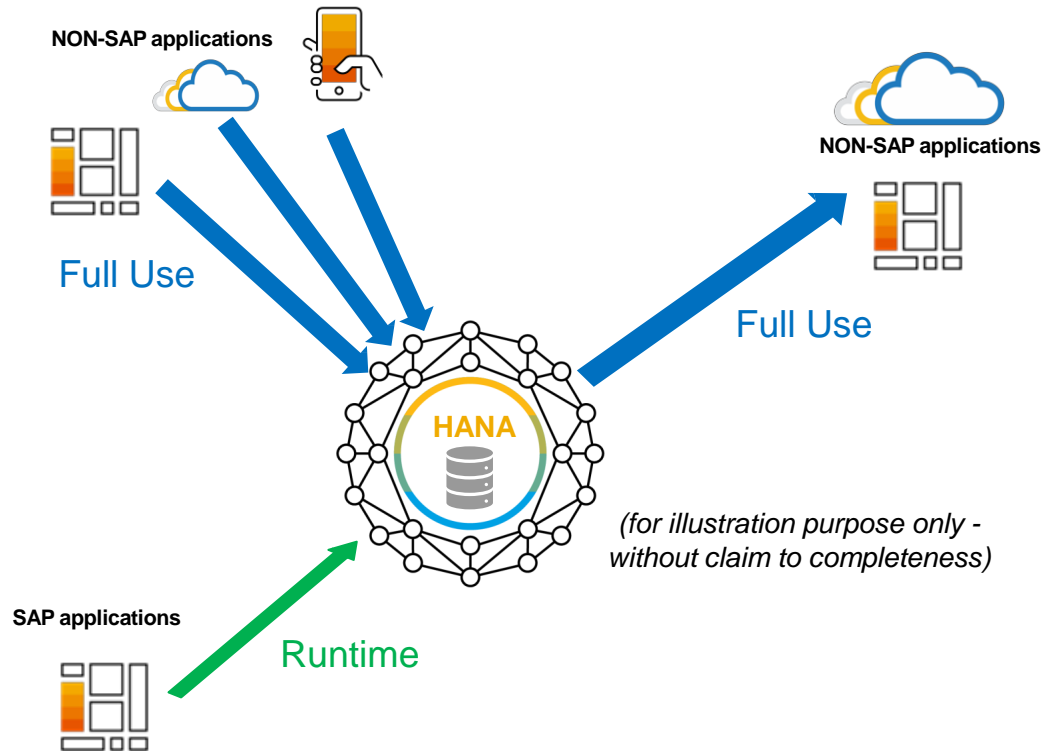 NON-SAP applications
NON-SAP applications
Full Use
Full Use
HANA
(for illustration purpose only -
without claim to completeness)
SAP applications
Runtime